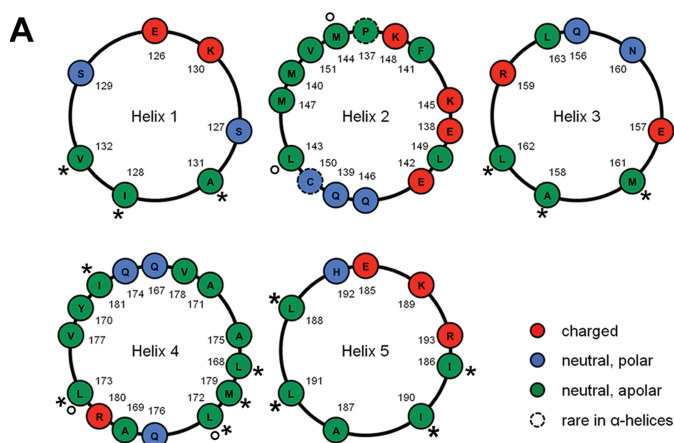 A
E
126
K
130
S
129
S
127
Helix 1
V
132
*
I
128
*
A
131
*
M
144
P
137
K
148
V
151
F
141
M
140
M
147
K
145
E
138
Helix 2
L
143
L
149
C
150
Q
139
Q
146
E
142
L
163
Q
156
N
160
R
159
E
157
Helix 3
L
162
*
A
158
*
M
161
*
I
181
*
Q
174
Q
167
V
178
A
171
Y
170
V
177
A
175
L
168
*
Helix 4
L
173
*
R
180
A
169
Q
176
L
172
*
M
179
*
H
192
E
185
K
189
L
188
*
R
193
I
186
*
Helix 5
L
191
*
A
187
I
190
*
charged
neutral, polar
neutral, apolar
rare in α-helices